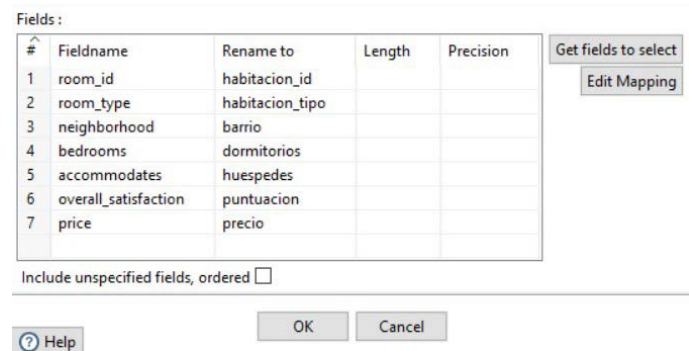 Fields :
# Fieldname Rename to Length Precision Get fields to select
1 room_id habitacion_id Edit Mapping
2 room_type habitacion_tipo
3 neighborhood barrio
4 bedrooms dormitorios
5 accommodates huespedes
6 overall_satisfaction puntuacion
7 price precio
Include unspecified fields, ordered
OK Cancel
? Help